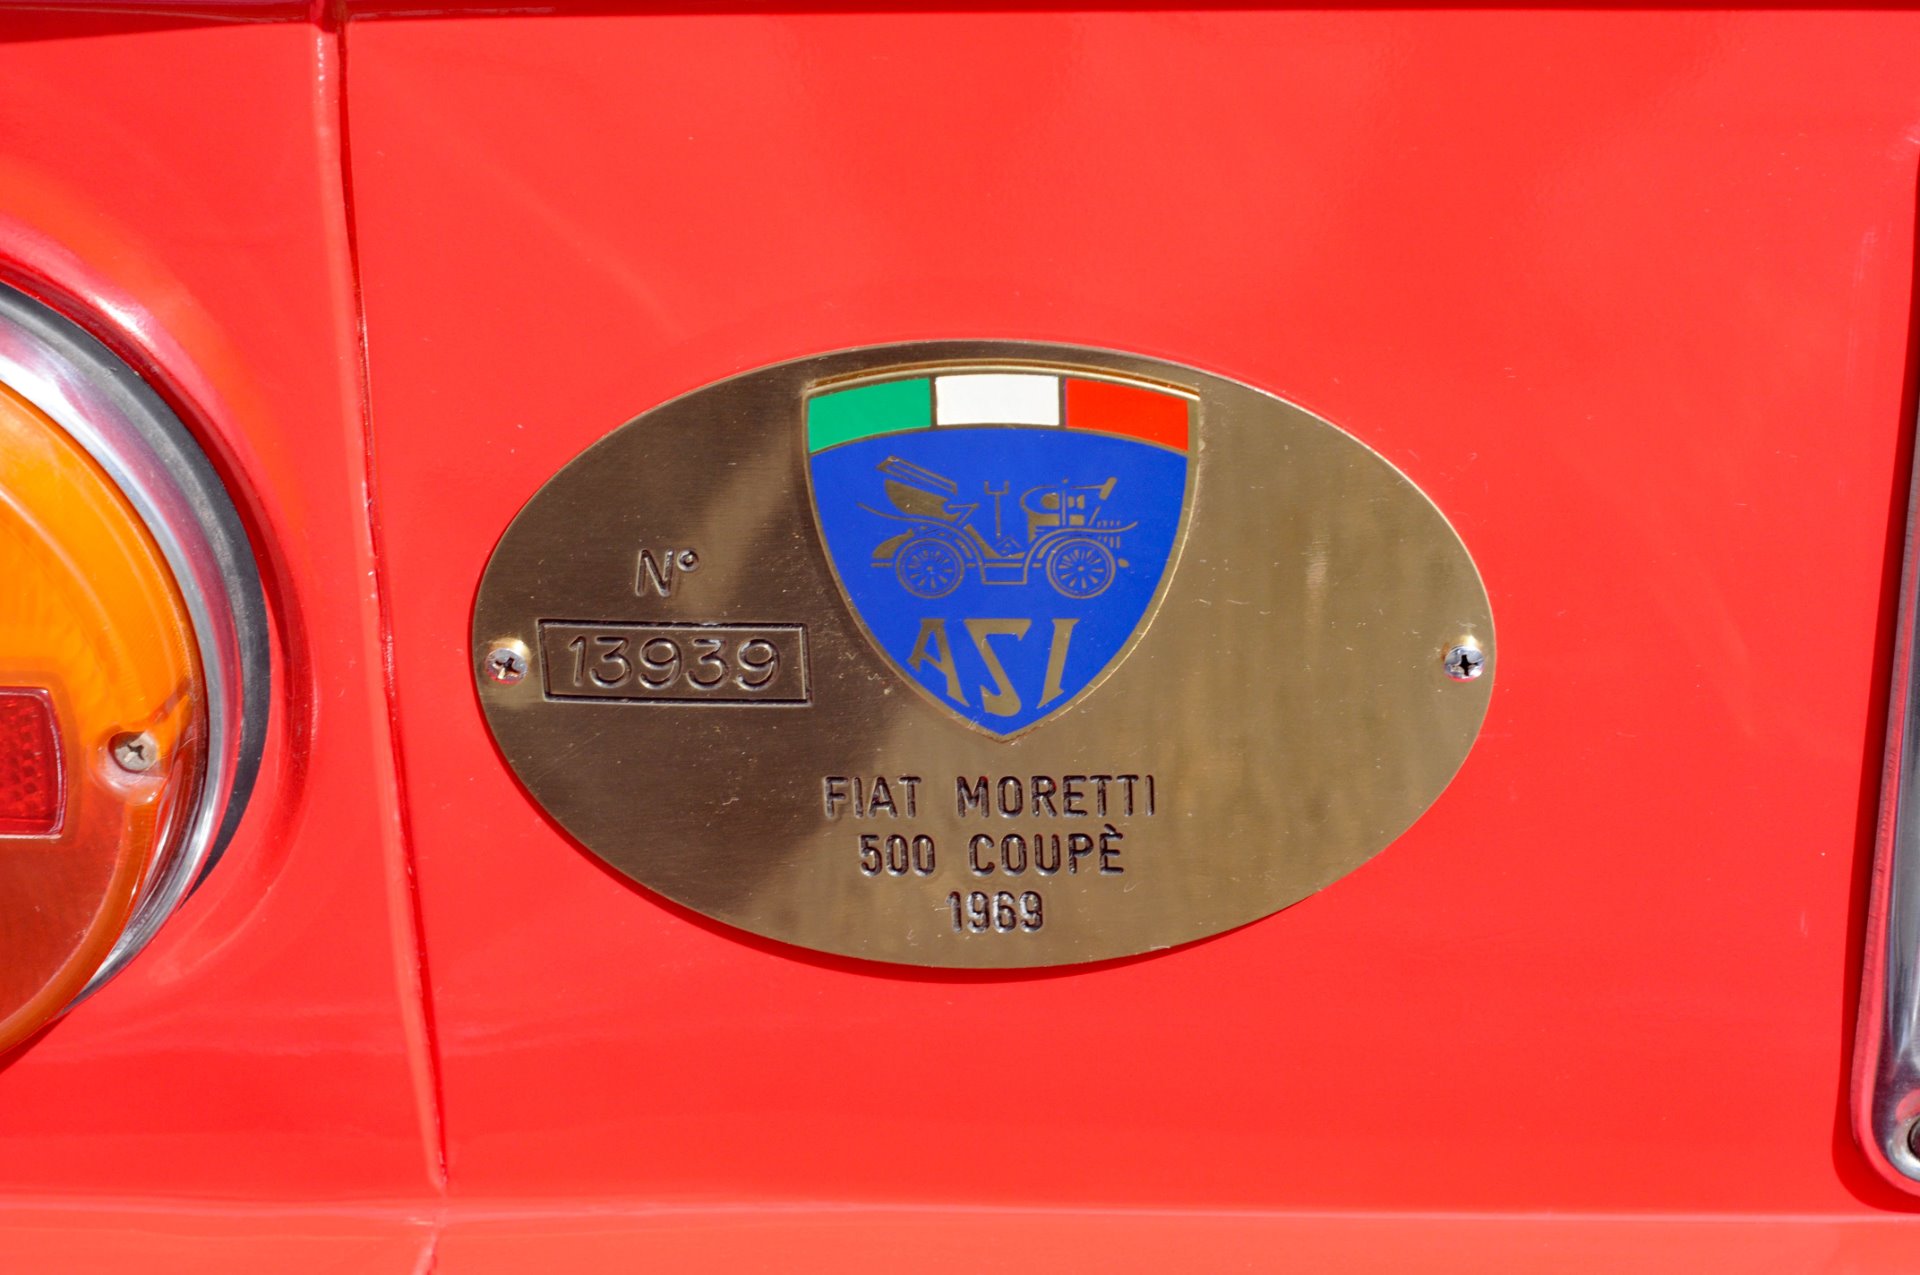 ASI
N°
13939
FIAT MORETTI
500 COUPÈ
1969